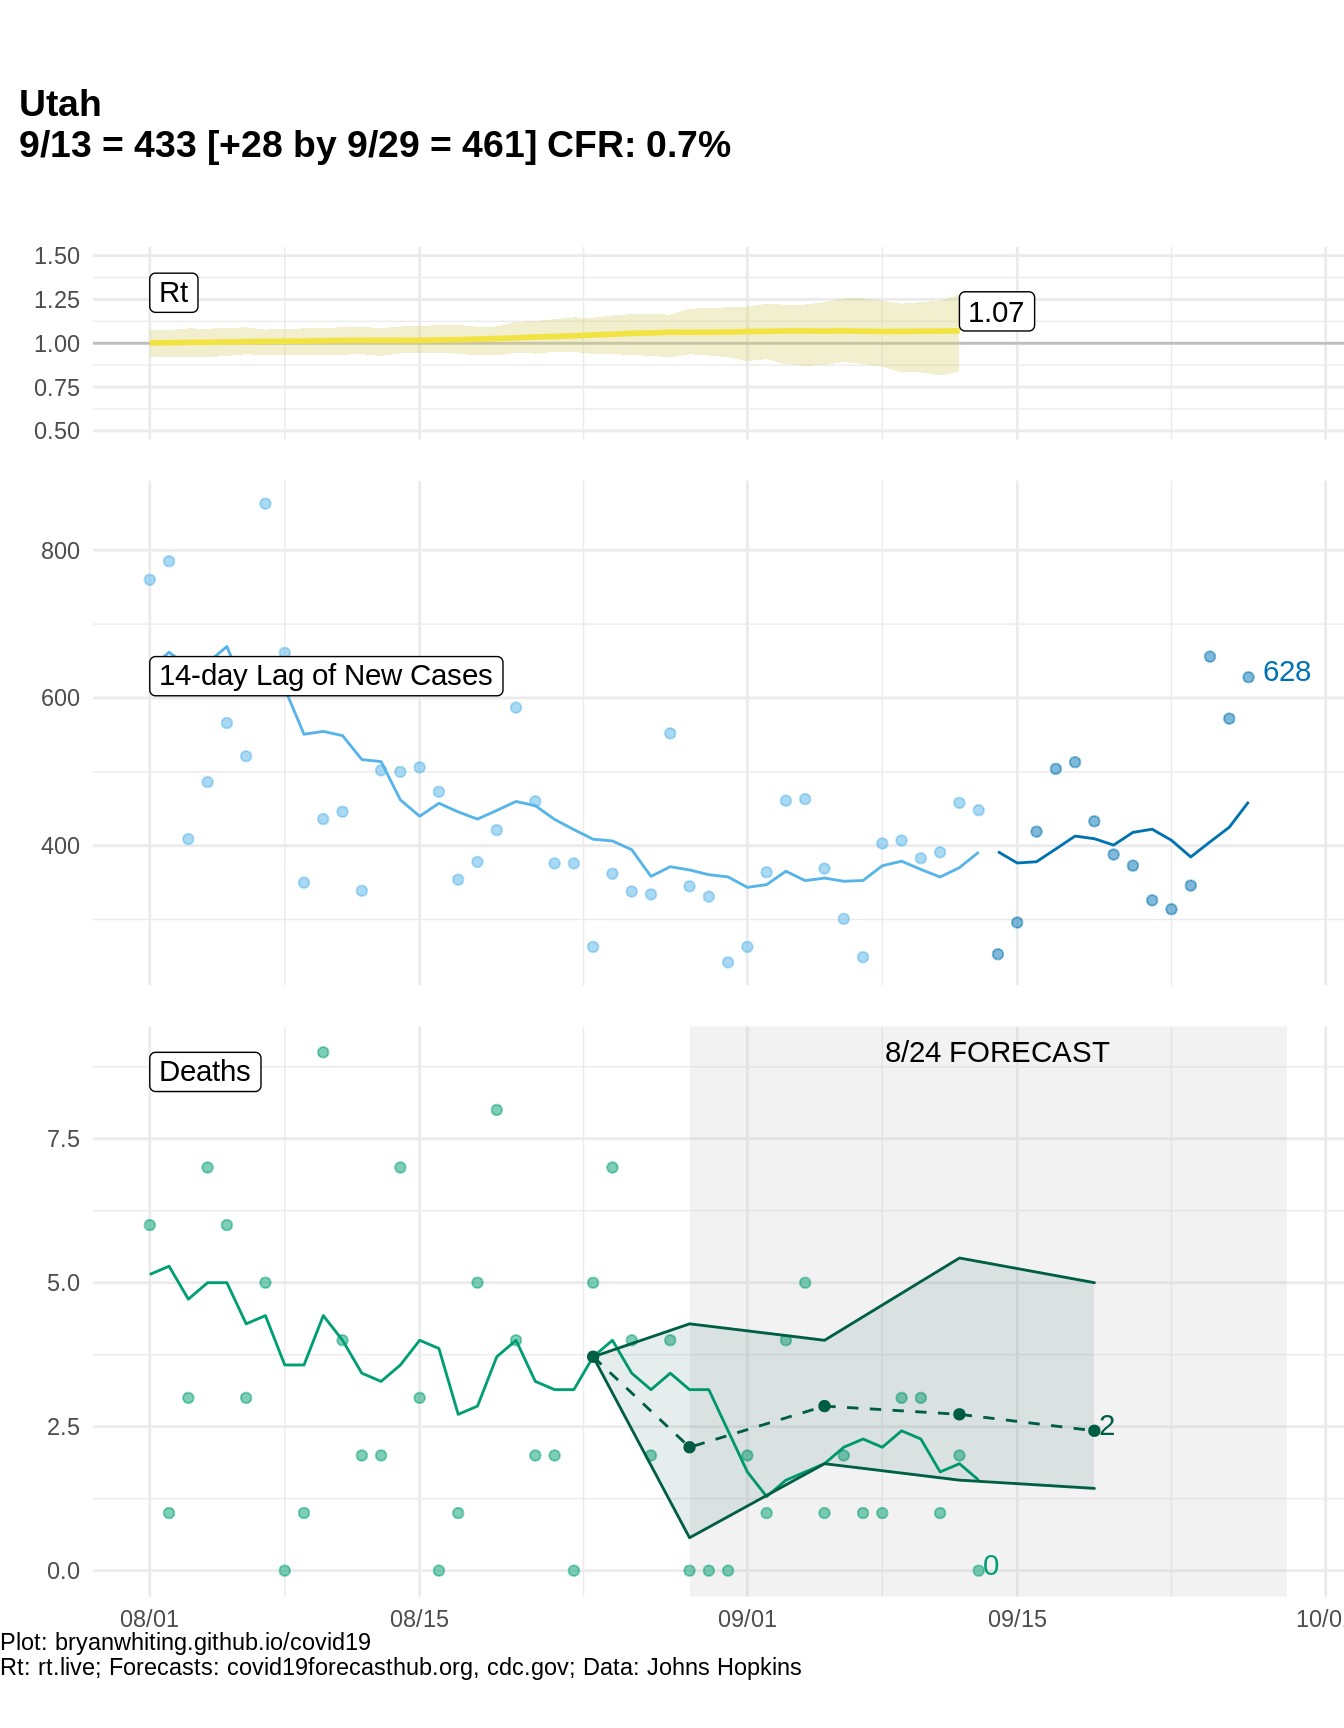 Utah
9/13 = 433 [+28 by 9/29 = 461] CFR: 0.7%
1.50
1.25
1.00
0.75
0.50
Rt
1.07
800
600
400
14-day Lag of New Cases
628
Deaths
8/24 FORECAST
7.5
5.0
2.5
0.0
2
0
08/01
08/15
09/01
09/15
10/0
Plot: bryanwhiting.github.io/covid19
Rt: rt.live; Forecasts: covid19forecasthub.org, cdc.gov; Data: Johns Hopkins